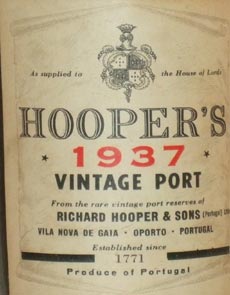 As supplied to the House of Lords
HOOPER'S
★ 1937 ★
VINTAGE PORT
From the rare vintage port reserves of
RICHARD HOOPER & SONS (Portugal)
VILA NOVA DE GAIA · OPORTO · PORTUGAL
Established since
1771
Produce of Portugal